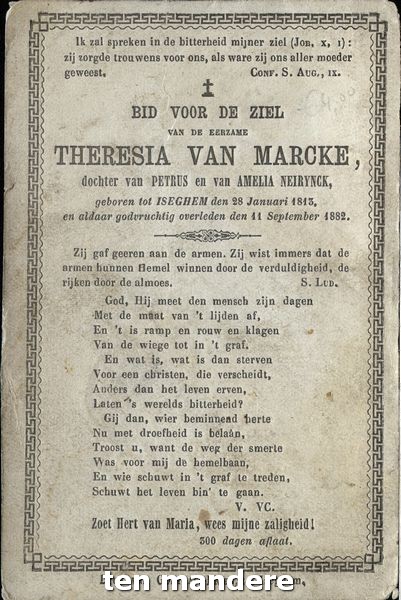 Ik zal spreken in de bitterheid mijner ziel (Job, x, 1):
zij zorgde trouwens voor ons, als ware zij ons aller moeder
geweest. Conf. S. Aug., ix.
BID VOOR DE ZIEL
VAN DE EERZAME
THERESIA VAN MARCKE,
dochter van PETRUS en van AMELIA NEIRYNCK,
geboren tot ISEGHEM den 28 Januari 1813,
en aldaar godvruchtig overleden den 11 September 1882.
Zij gaf geeren aan de armen. Zij wist immers dat de
armen hunnen Hemel winnen door de verduldigheid, de
rijken door de almoes. S. Lud.
God, Hij meet den mensch zijn dagen
Met de maat van 't lijden af,
En 't is ramp en rouw en klagen
Van de wiege tot in 't graf.
En wat is, wat is dan sterven
Voor een christen, die verscheidt,
Anders dan het leven erven,
Laten 's werelds bitterheid?
Gij dan, wier beminnend herte
Nu met droefheid is belaân,
Troost u, want de weg der smerte
Was voor mij de hemelbaan,
En wie schuwt in 't graf te treden,
Schuwt het leven bin' te gaan.
V. VC.
Zoet Hert van Maria, wees mijne zaligheid!
300 dagen aflaat.
ten mandere